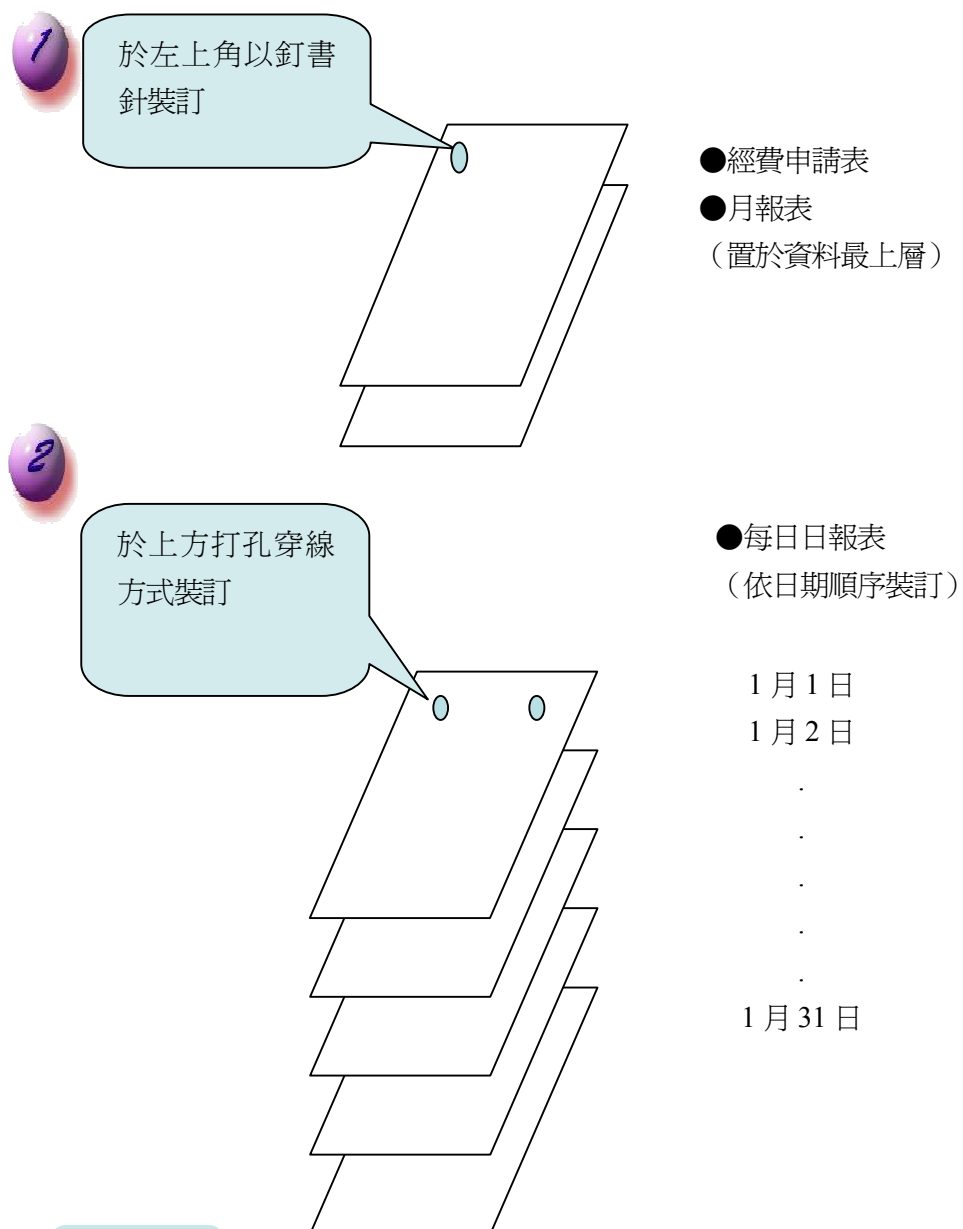 1
於左上角以釘書
針裝訂
●經費申請表
●月報表
（置於資料最上層）
2
於上方打孔穿線
方式裝訂
●每日日報表
（依日期順序裝訂）
1 月 1 日
1 月 2 日
.
.
.
.
.
1 月 31 日